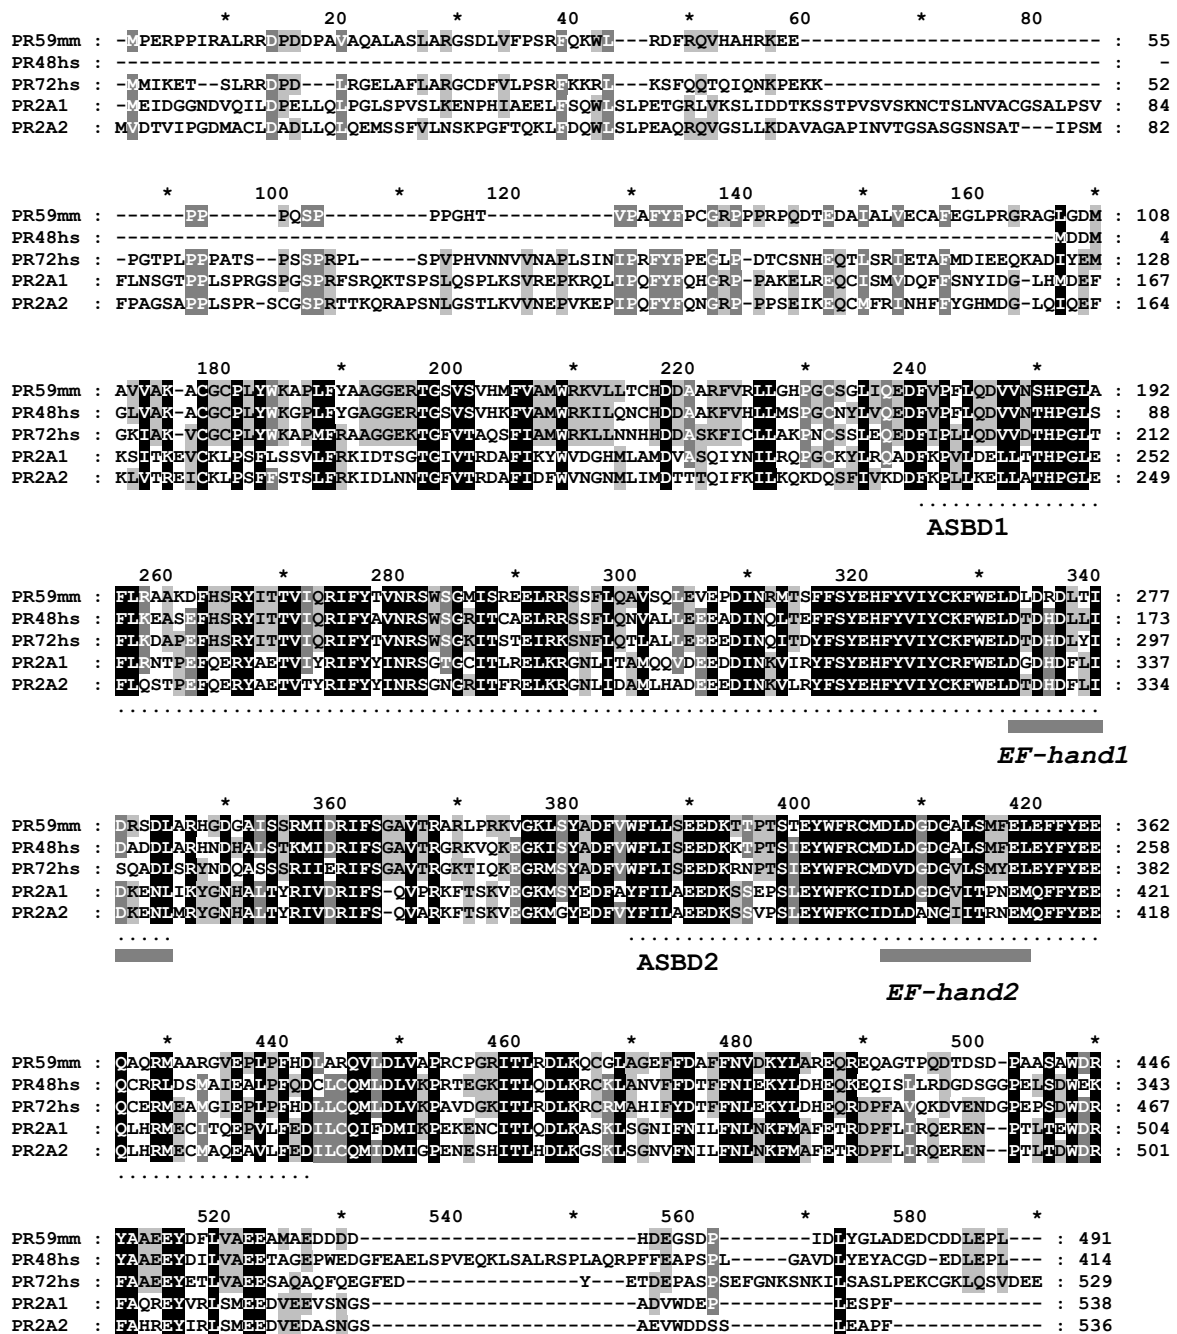 * 20 * 40 * 60 * 80
PR59mm : -MPERPPIRALRRDPDDPAVAQALASLARGSDLVFPSRFQKWL---RDFRQVHAHRKEE-------------------------- : 55
PR48hs : ------------------------------------------------------------------------------------- : -
PR72hs : -MMIKET--SLRRDPD---LRGELAFLARGCDFVLPSRFKKRL---KSFQQTQIQNKPEKK------------------------ : 52
PR2A1 : -MEIDGGNDVQILDPELLQLPGLSPVSLKENPHIAEELFSQWLSLPETGRLVKSLIDDTKSSTPVSVSKNCTSLNVACGSALPSV : 84
PR2A2 : MVDTVIPGDMACLDADLLQLQEMSSFVLNSKPGFTQKLFDQWLSLPEAQRQVGSLLKDAVAGAPINVTGSASGSNSAT---IPSM : 82
* 100 * 120 * 140 * 160 *
PR59mm : ------PP------PQSP---------PPGHT-----------VPAFYFPCGRPPPRPQDTEDAIALVECAFEGLPRGRAGLGDM : 108
PR48hs : ---------------------------------------------------------------------------------MDDM : 4
PR72hs : -PGTPLPPPATS--PSSPRPL-----SPVPHVNNVVNAPLSINIPRFYFPEGLP-DTCSNHEQTLSRIETAFMDIEEQKADIYEM : 128
PR2A1 : FLNSGTPPLSPRGSPGSPRFSRQKTSPSLQSPLKSVREPKRQLIPQFYFQHGRP-PAKELREQCISMVDQFFSNYIDG-LHMDEF : 167
PR2A2 : FPAGSAPPLSPR-SCGSPRTTKQRAPSNLGSTLKVVNEPVKEPIPQFYFQNGRP-PPSEIKEQCMFRINHFFYGHMDG-LQIQEF : 164
180 * 200 * 220 * 240 *
PR59mm : AVVAK-ACGCPLYWKAPLFYAAGGERTGSVSVHMFVAMWRKVLLTCHDDAARFVRLLGHPGCSGLIQEDFVPFLQDVVNSHPGLA : 192
PR48hs : GLVAK-ACGCPLYWKGPLFYGAGGERTGSVSVHKFVAMWRKILQNCHDDAAKFVHLLMSPGCNYLVQEDFVPFLQDVVNTHPGLS : 88
PR72hs : GKIAK-VCGCPLYWKAPMFRAAGGEKTGFVTAQSFIAMWRKLLNNHHDDASKFICLLAKPNCSSLEQEDFIPLLQDVVDTHPGLT : 212
PR2A1 : KSITKEVCKLPSFLSSVLFRKIDTSGTGIVTRDAFIKYWVDGHMLAMDVASQIYNILRQPGCKYLRQADFKPVLDELLTTHPGLE : 252
PR2A2 : KLVTREICKLPSFFSTSLFRKIDLNNTGFVTRDAFIDFWVNGNMLIMDTTTQIFKILKQKDQSFIVKDDFKPLLKELLATHPGLE : 249
ASBD1
260 * 280 * 300 * 320 * 340
PR59mm : FLRAAKDFHSRYITTVIQRIFYTVNRSWSGMISREELRRSSFLQAVSQLEVEPDINRMTSFFSYEHFYVIYCKFWELDLDRDLTI : 277
PR48hs : FLKEASEFHSRYITTVIQRIFYAVNRSWSGRITCAELRRSSFLQNVALLEEEADINQLTEFFSYEHFYVIYCKFWELDTDHDLLI : 173
PR72hs : FLKDAPEFHSRYITTVIQRIFYTVNRSWSGKITSTEIRKSNFLQTLALLEEEEDINQITDYFSYEHFYVIYCKFWELDTDHDLYI : 297
PR2A1 : FLRNTPEFQERYAETVIYRIFYYINRSGTGCITLRELKRGNLITAMQQVDEEDDINKVIRYFSYEHFYVIYCRFWELDGDHDFLI : 337
PR2A2 : FLQSTPEFQERYAETVTYRIFYYINRSGNGRITFRELKRGNLIDAMLHADEEEDINKVLRYFSYEHFYVIYCKFWELDTDHDFLI : 334
EF-hand1
* 360 * 380 * 400 * 420
PR59mm : DRSDLARHGDGAISSRMIDRIFSGAVTRARLPRKVGKLSYADFVWFLLSEEDKTTPTSTEYWFRCMDLDGDGALSMFELEFFYEE : 362
PR48hs : DADDLARHNDHALSTKMIDRIFSGAVTRGRKVQKEGKISYADFVWFLISEEDKKTPTSIEYWFRCMDLDGDGALSMFELEYFYEE : 258
PR72hs : SQADLSRYNDQASSSRIIERIFSGAVTRGKTIQKEGRMSYADFVWFLISEEDKRNPTSIEYWFRCMDVDGDGVLSMYELEYFYEE : 382
PR2A1 : DKENLIKYGNHALTYRIVDRIFS-QVPRKFTSKVEGKMSYEDFAYFILAEEDKSSEPSLEYWFKCIDLDGDGVITPNEMQFFYEE : 421
PR2A2 : DKENLMRYGNHALTYRIVDRIFS-QVARKFTSKVEGKMGYEDFVYFILAEEDKSSVPSLEYWFKCIDLDANGIITRNEMQFFYEE : 418
ASBD2
EF-hand2
* 440 * 460 * 480 * 500 *
PR59mm : QAQRMAARGVEPLPFHDLARQVLDLVAPRCPGRITLRDLKQCGLAGEFFDAFFNVDKYLAREQREQAGTPQDTDSD-PAASAWDR : 446
PR48hs : QCRRLDSMAIEALPFQDCLCQMLDLVKPRTEGKITLQDLKRCKLANVFFDTFFNIEKYLDHEQKEQISLLRDGDSGGPELSDWEK : 343
PR72hs : QCERMEAMGIEPLPFHDLLCQMLDLVKPAVDGKITLRDLKRCRMAHIFYDTFFNLEKYLDHEQRDPFAVQKDVENDGPEPSDWDR : 467
PR2A1 : QLHRMECITQEPVLFEDILCQIFDMIKPEKENCITLQDLKASKLSGNIFNILFNLNKFMAFETRDPFLIRQEREN--PTLTEWDR : 504
PR2A2 : QLHRMECMAQEAVLFEDILCQMIDMIGPENESHITLHDLKGSKLSGNVFNILFNLNKFMAFETRDPFLIRQEREN--PTLTDWDR : 501
520 * 540 * 560 * 580 *
PR59mm : YAAEEYDFLVAEEAMAEDDDD------------------------HDEGSDP--------IDLYGLADEDCDDLEPL--- : 491
PR48hs : YAAEEYDILVAEETAGEPWEDGFEAELSPVEQKLSALRSPLAQRPFFEAPSPL-------GAVDLYEYACGD-EDLEPL--- : 414
PR72hs : FAAEEYETLVAEESAQAQFQEGFED---------------Y---ETDEPASPSEFGNKSNKILSASLPEKCGKLQSVDEE : 529
PR2A1 : FAQREYVRLSMEEDVEEVSNGS-----------------------ADVWDEP----------LESPF------------- : 538
PR2A2 : FAHREYIRLSMEEDVEDASNGS-----------------------AEVWDDSS---------LEAPF------------- : 536